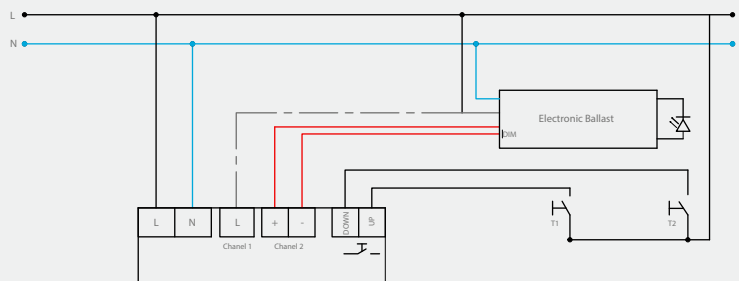 L
N
Electronic Ballast
DIM
L
N
L
+
-
DOWN
UP
T1
T2
Chanel 1
Chanel 2